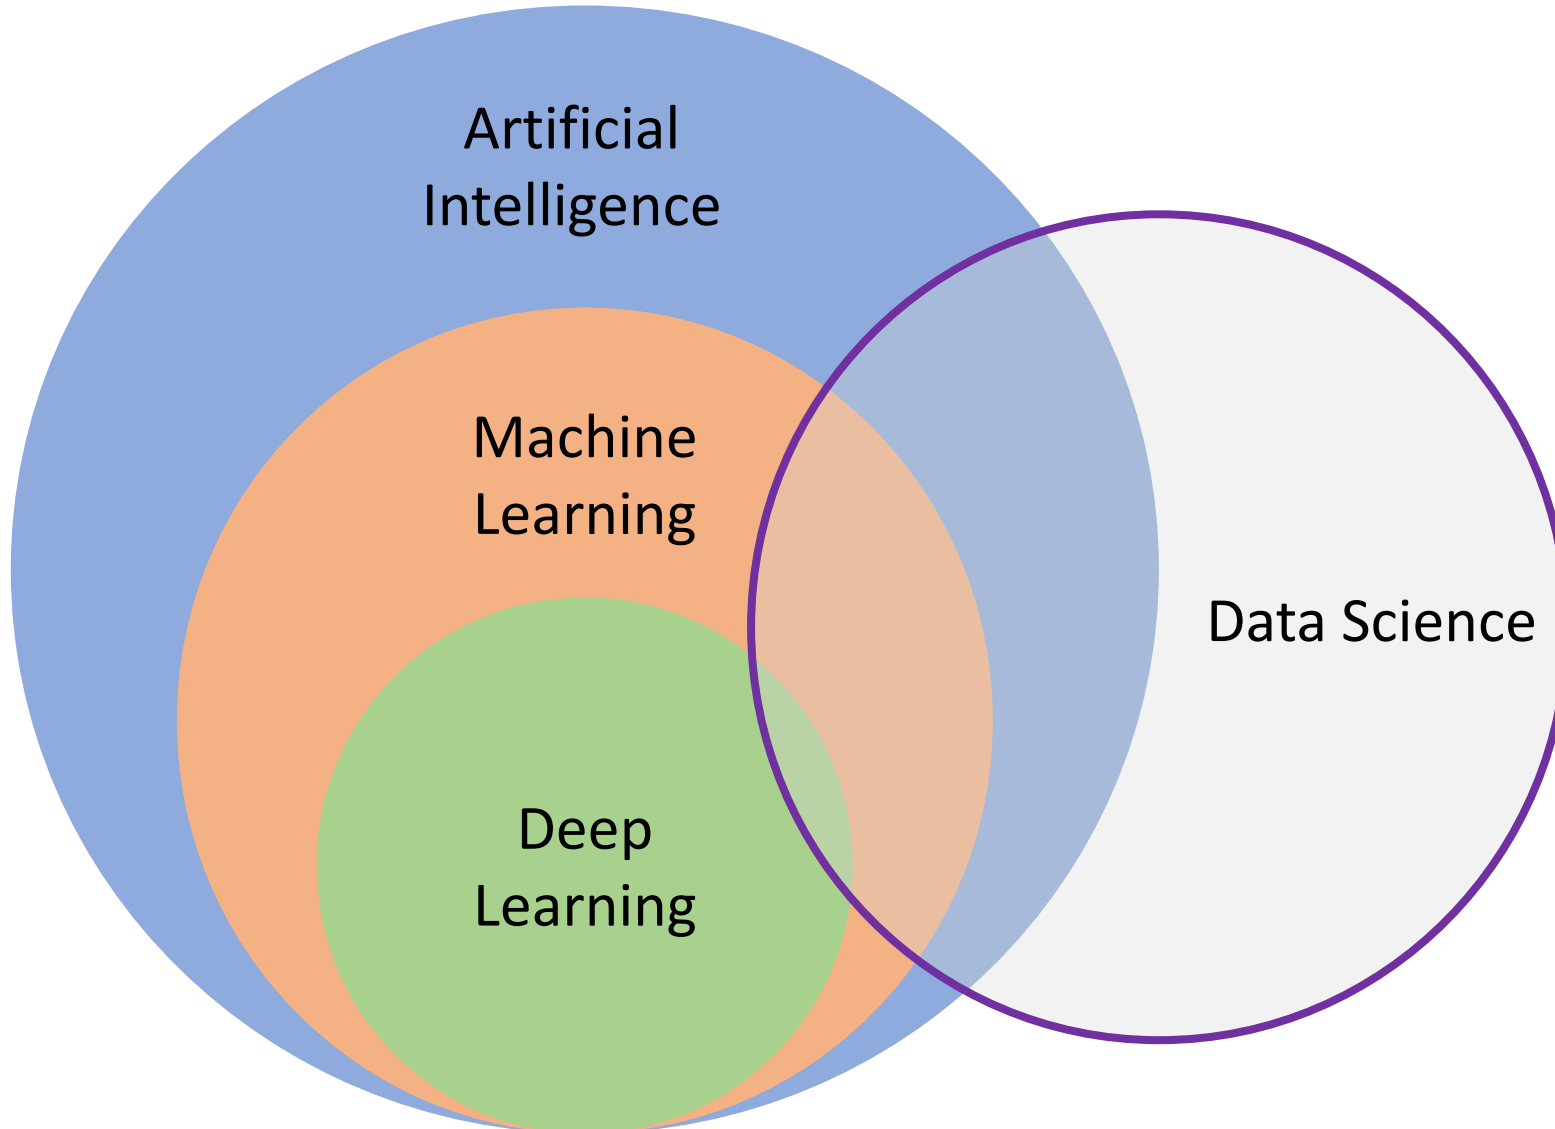 Artificial
Intelligence
Machine
Learning
Data Science
Deep
Learning